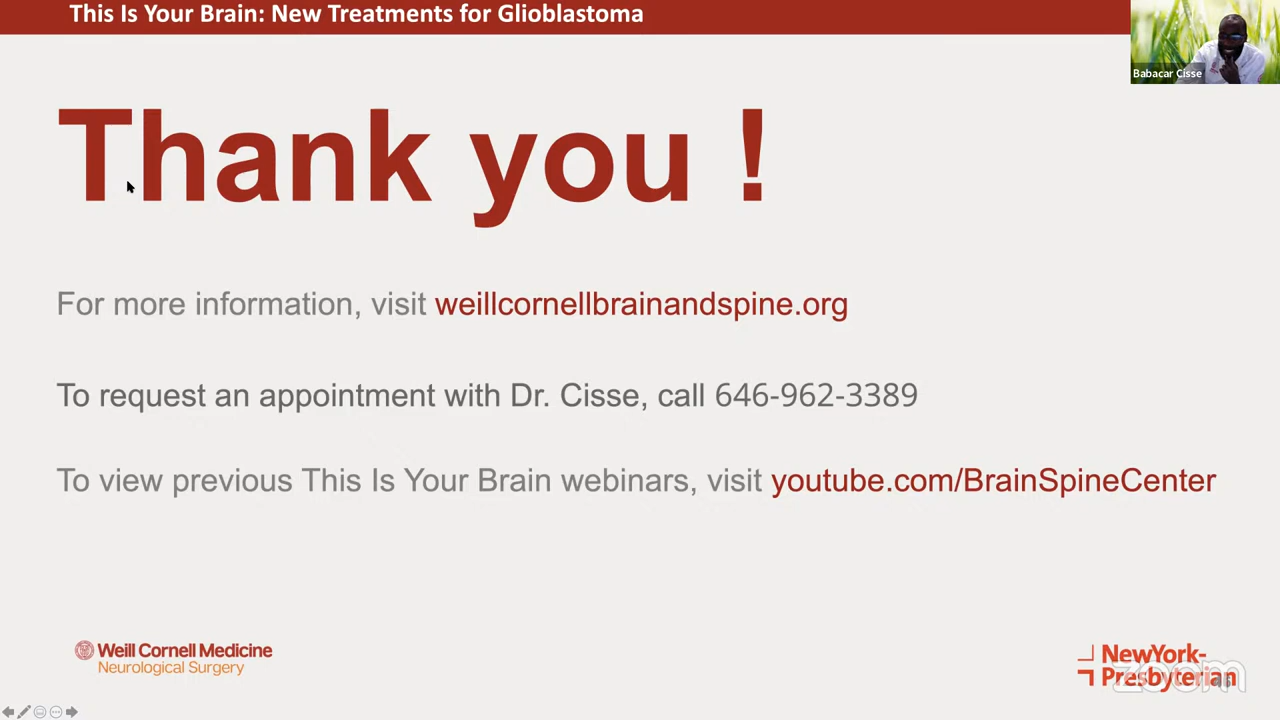 This Is Your Brain: New Treatments for Glioblastoma
Babacar Cisse
Thank you !
For more information, visit weillcornellbrainandspine.org
To request an appointment with Dr. Cisse, call 646-962-3389
To view previous This Is Your Brain webinars, visit youtube.com/BrainSpineCenter
Weill Cornell Medicine
Neurological Surgery
NewYork-
Presbyterian
zoom